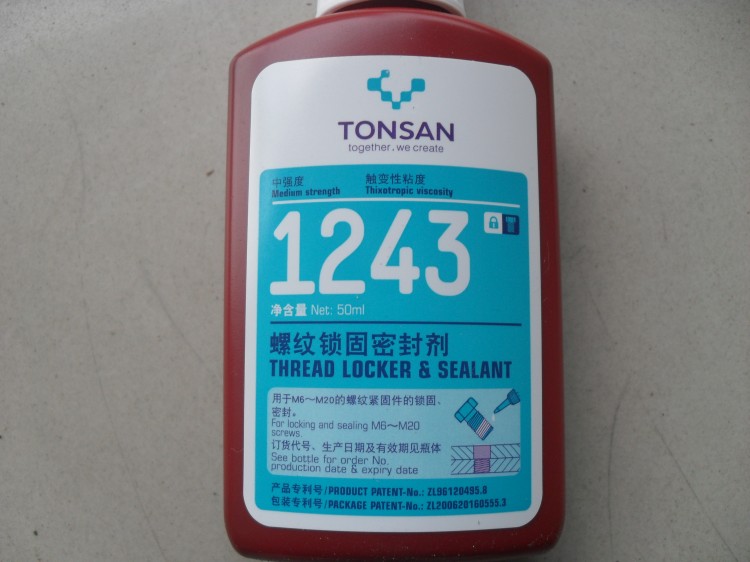 TONSAN
together, we create
中强度 触变性粘度
Medium strength Thixotropic viscosity
1243
净含量 Net: 50ml
螺纹锁固密封剂
THREAD LOCKER & SEALANT
用于M6~M20的螺纹紧固件的锁固、
密封。
For locking and sealing M6~M20
screws.
订货代号、生产日期及有效期见瓶体
See bottle for order No.
production date & expiry date
产品专利号/PRODUCT PATENT-No.: ZL96120495.8
包装专利号/PACKAGE PATENT-No.: ZL200620160555.3